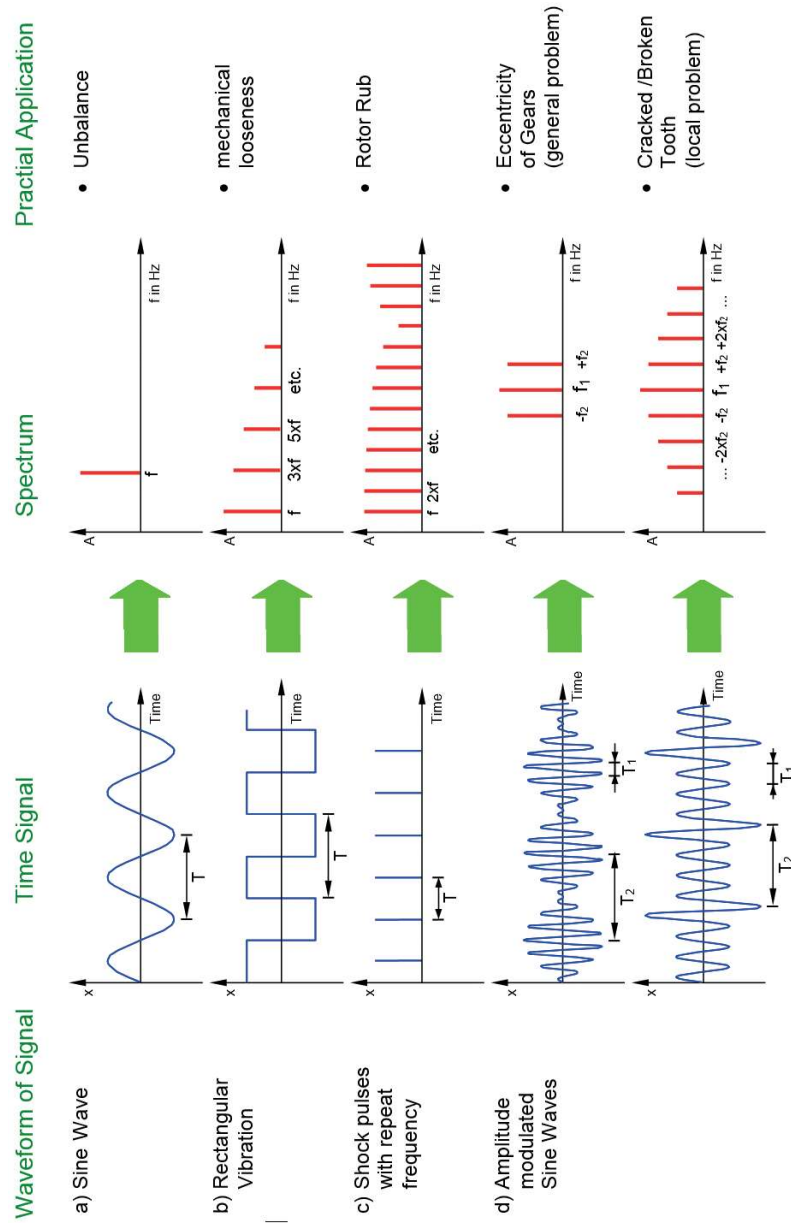 Waveform of Signal
Time Signal
Spectrum
Practial Application
a) Sine Wave
x
T
Time
A
f
f in Hz
• Unbalance
b) Rectangular
Vibration
x
T
Time
A
f
3xf
5xf
etc.
f in Hz
• mechanical
looseness
c) Shock pulses
with repeat
frequency
x
T
Time
A
f 2xf
etc.
f in Hz
• Rotor Rub
d) Amplitude
modulated
Sine Waves
x
T₂
T₁
Time
A
-f₂ f₁ +f₂
f in Hz
• Eccentricity
of Gears
(general problem)
x
T₂
T₁
Time
A
... -2xf₂ -f₂ f₁ +f₂ +2xf₂ ...
f in Hz
• Cracked /Broken
Tooth
(local problem)